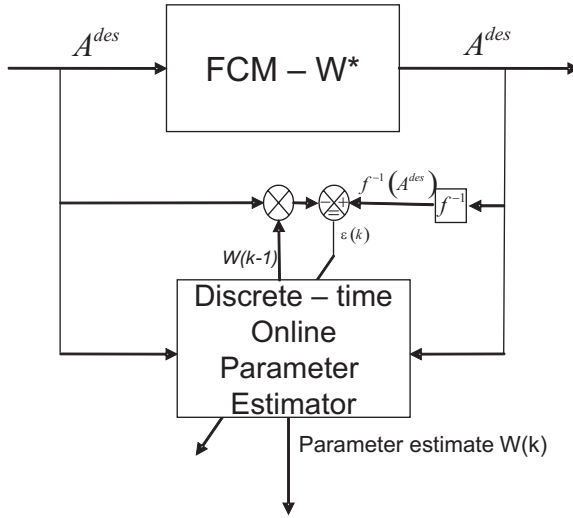 A^{des}
FCM – W*
A^{des}
f^{-1}(A^{des})
f^{-1}
– +
=
ε(k)
W(k-1)
Discrete – time
Online
Parameter
Estimator
Parameter estimate W(k)